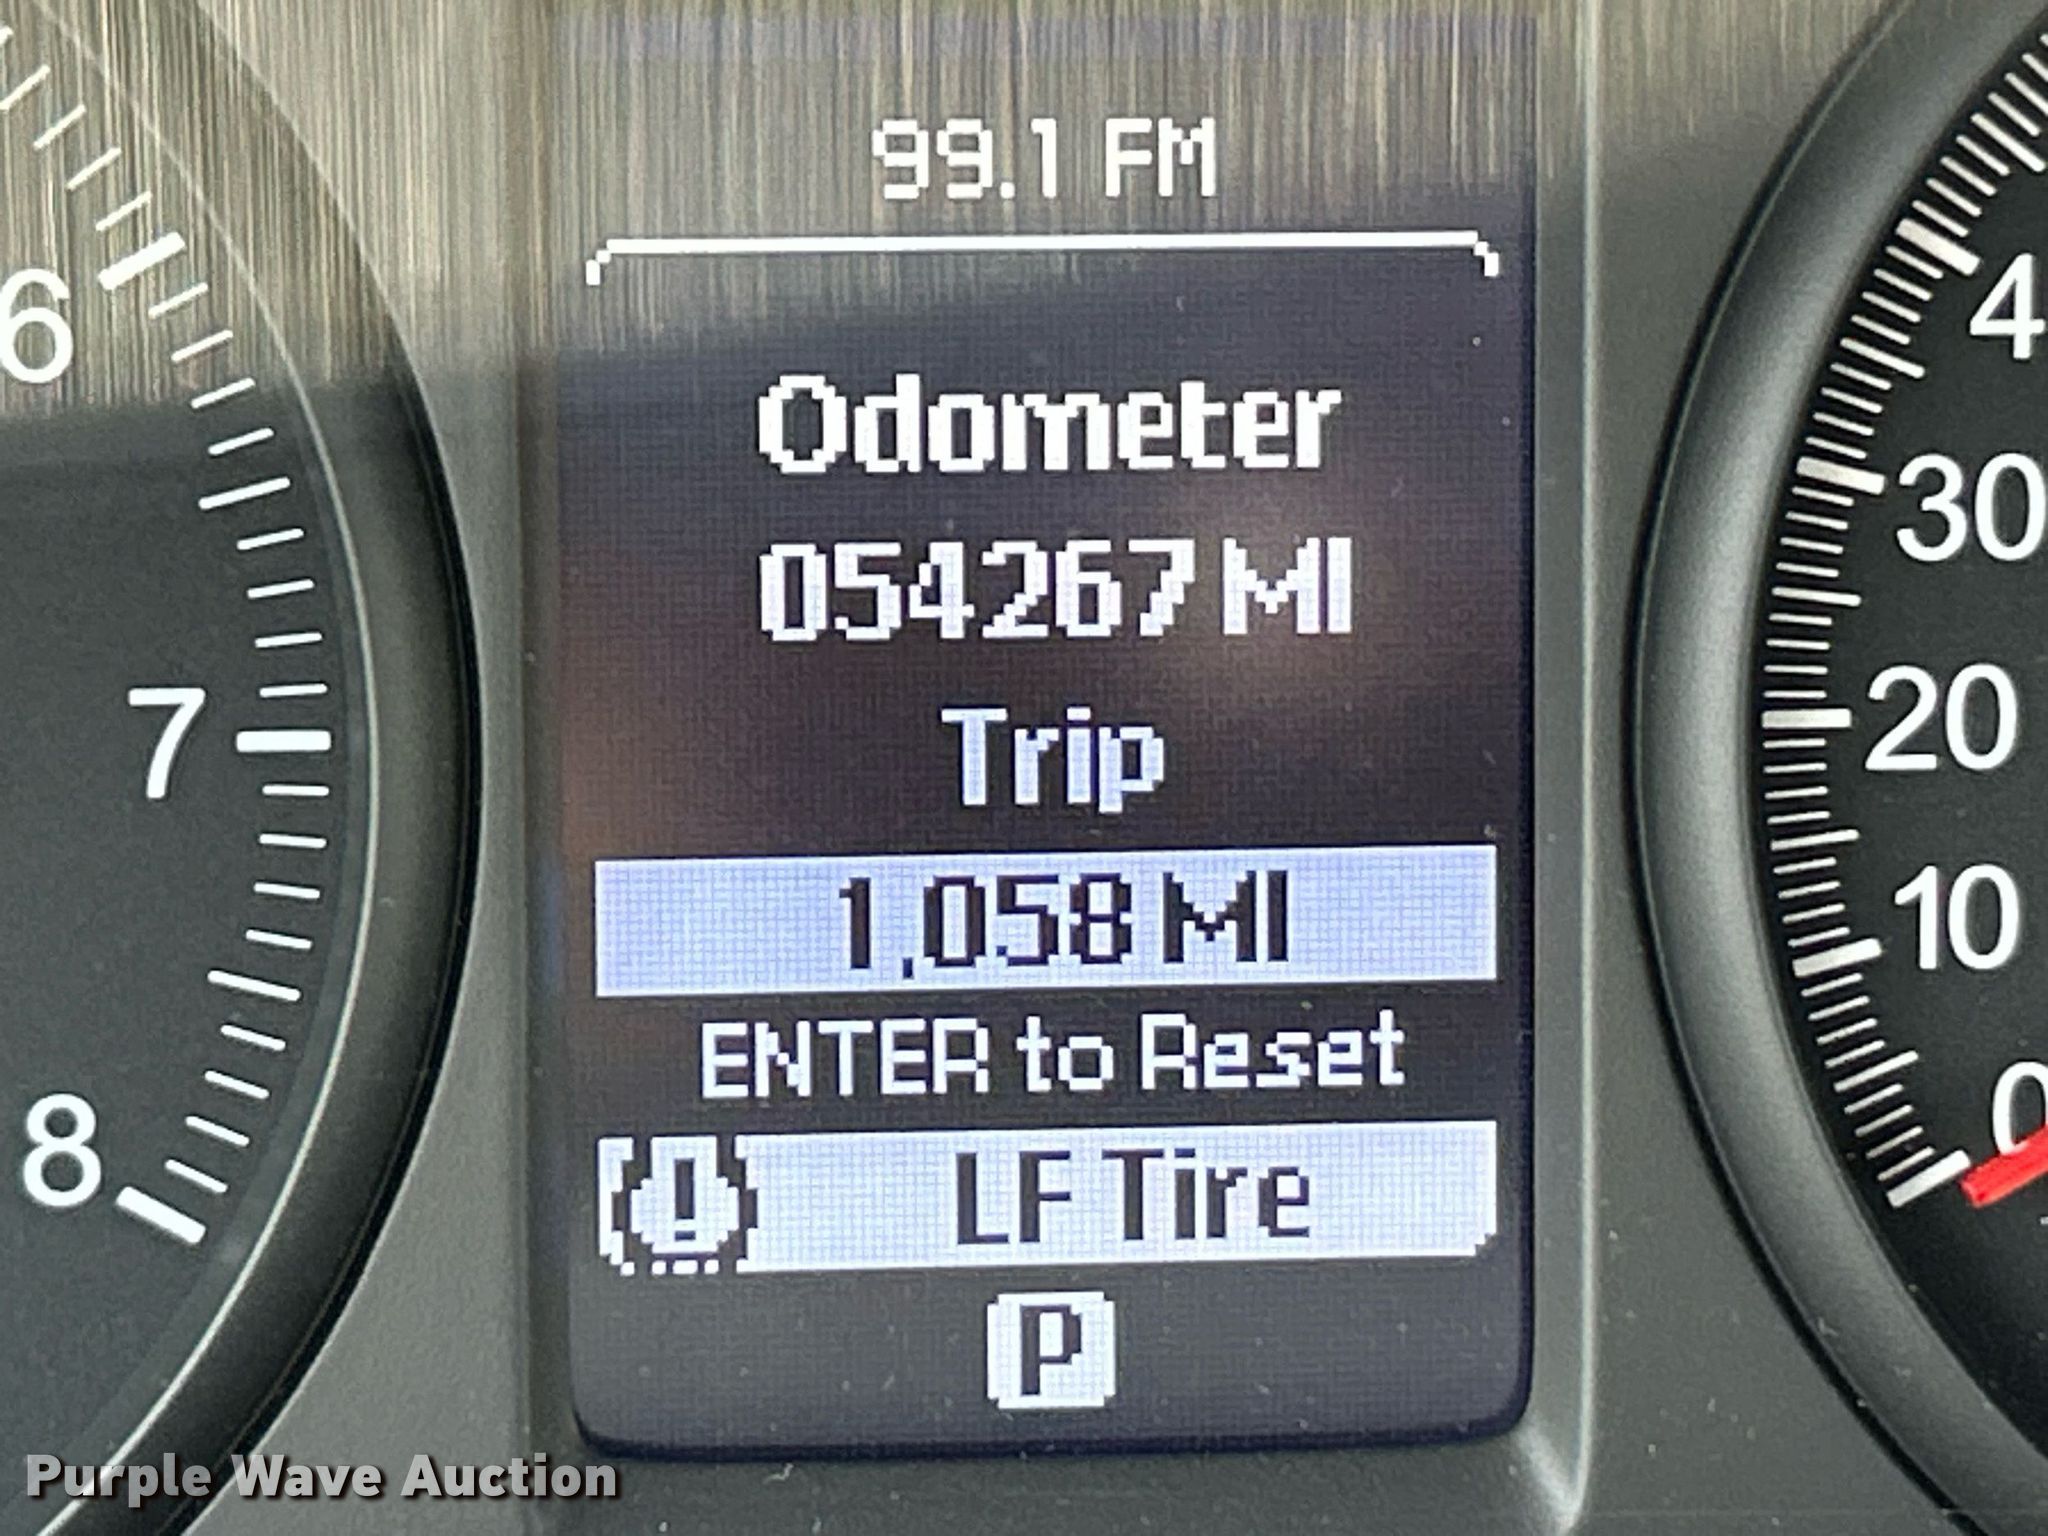 99.1 FM
Odometer
054267 MI
Trip
1,058 MI
ENTER to Reset
! LF Tire
P
6
7
8
4
30
20
10
0
Purple Wave Auction